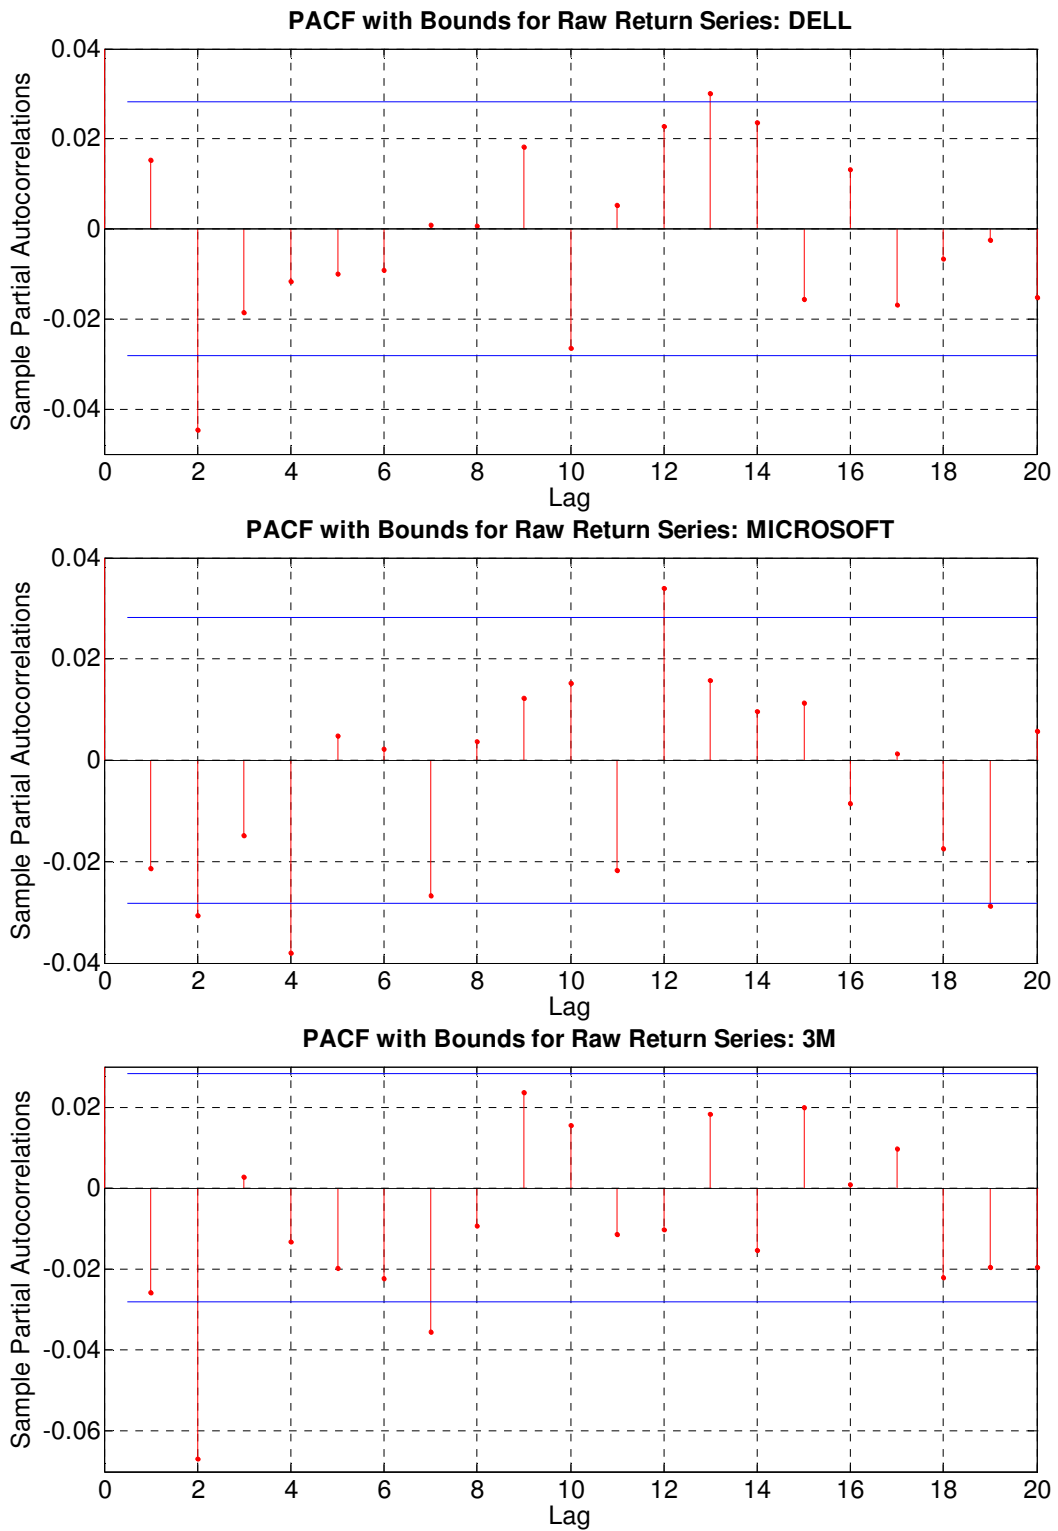 PACF with Bounds for Raw Return Series: DELL
0.04
0.02
0
-0.02
-0.04
Sample Partial Autocorrelations
0 2 4 6 8 10 12 14 16 18 20
Lag
PACF with Bounds for Raw Return Series: MICROSOFT
0.04
0.02
0
-0.02
-0.04
Sample Partial Autocorrelations
0 2 4 6 8 10 12 14 16 18 20
Lag
PACF with Bounds for Raw Return Series: 3M
0.02
0
-0.02
-0.04
-0.06
Sample Partial Autocorrelations
0 2 4 6 8 10 12 14 16 18 20
Lag